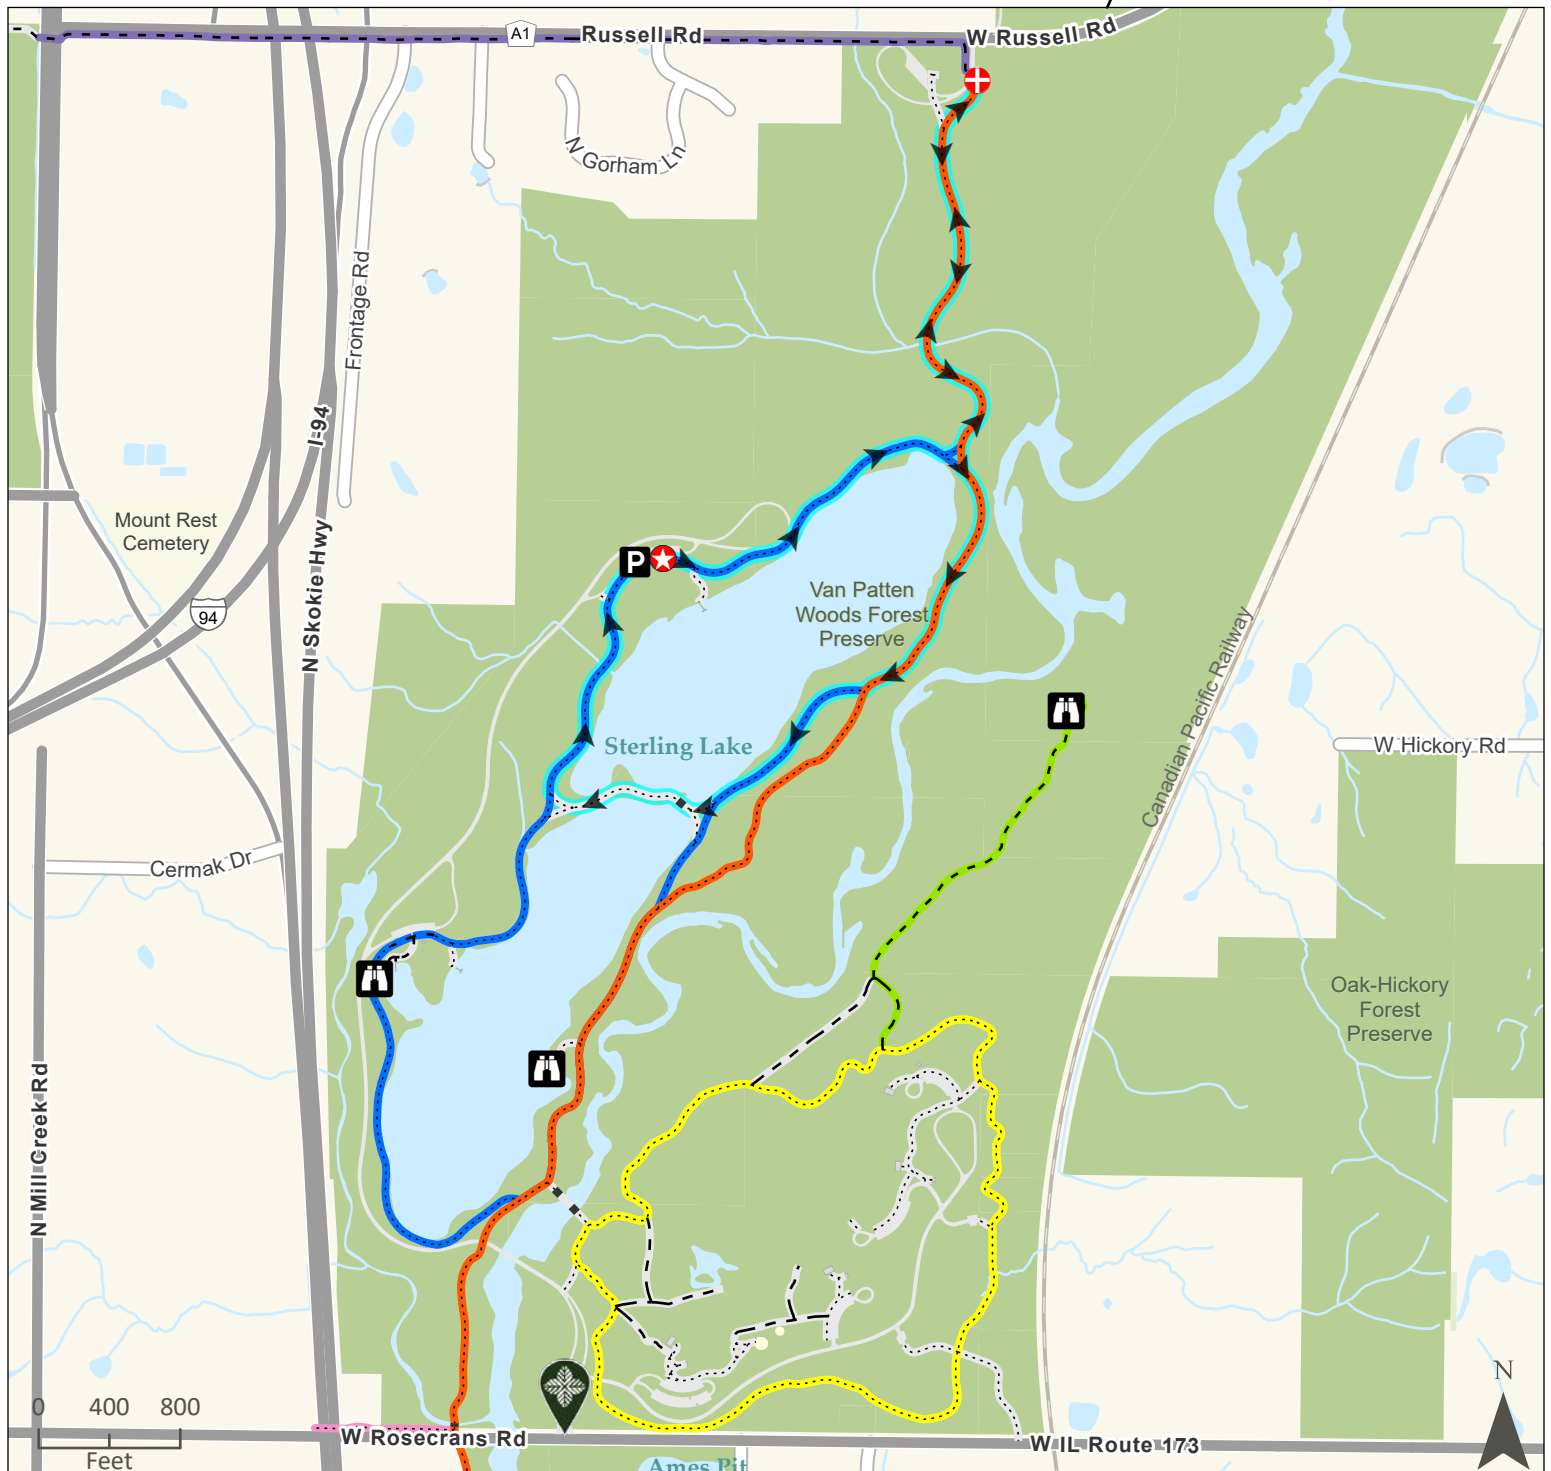 A1
Russell Rd
W Russell Rd
N Gorham Ln
Frontage Rd
I-94
Mount Rest
Cemetery
N Skokie Hwy
P
94
Van Patten
Woods Forest
Preserve
Canadian Pacific Railway
Sterling Lake
W Hickory Rd
Cermak Dr
Oak-Hickory
Forest
Preserve
N Mill Creek Rd
N
0 400 800
Feet
W Rosecrans Rd
W IL Route 173
Ames Pit